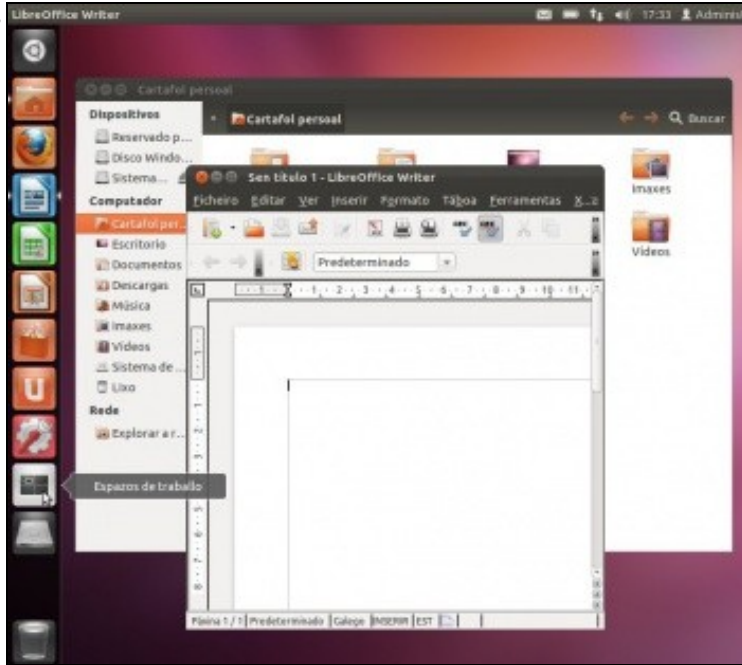 LibreOffice Writer
17:33 Adminis
Cartafol persoal
Dispositivos
Cartafol persoal
Buscar
Reservado p...
Disco Windo...
Sistema...
Sen título 1 - LibreOffice Writer
Imaxes
Computador
Ficheiro Editar Ver Inserir Formato Táboa Ferramentas X...a
Cartafol per...
Escritorio
Vídeos
Documentos
Predeterminado
Descargas
Música
Imaxes
Vídeos
Sistema de ...
Lixo
Rede
Explorar a r...
Espazos de traballo
Páxina 1 / 1 Predeterminado Galego INSERIR EST